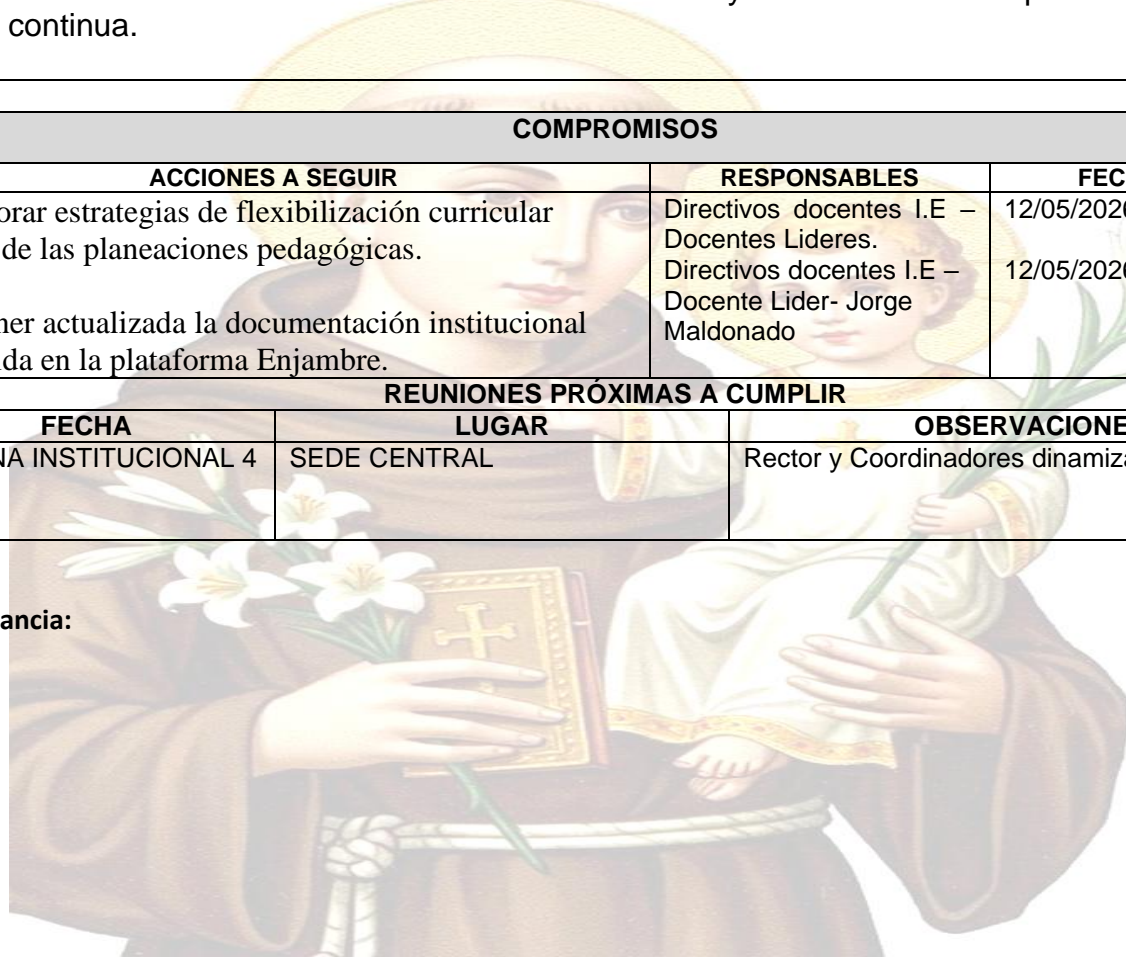 y
continua.
COMPROMISOS
ACCIONES A SEGUIR RESPONSABLES FEC
orar estrategias de flexibilización curricular
de las planeaciones pedagógicas.
ner actualizada la documentación institucional
da en la plataforma Enjambre.
Directivos docentes I.E –
Docentes Lideres.
Directivos docentes I.E –
Docente Lider- Jorge
Maldonado
12/05/2026
12/05/2026
REUNIONES PRÓXIMAS A CUMPLIR
FECHA LUGAR OBSERVACIONE
NA INSTITUCIONAL 4 SEDE CENTRAL Rector y Coordinadores dinamiza
ancia: